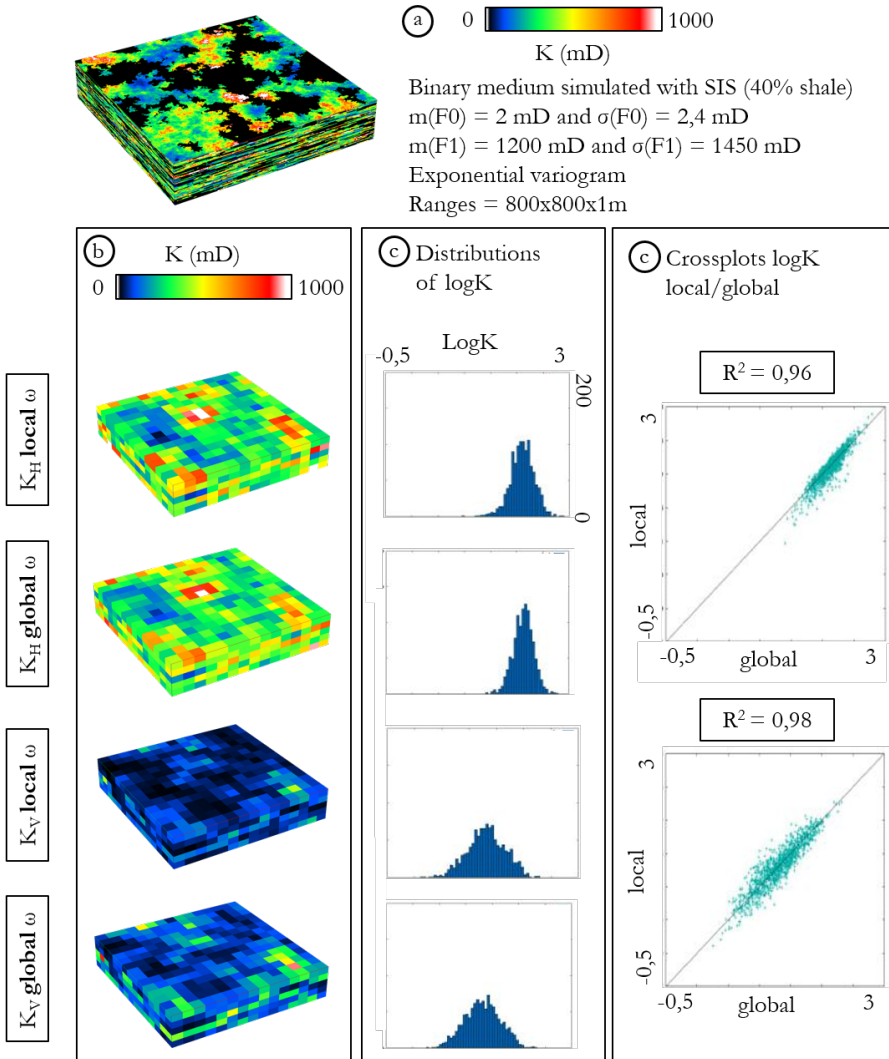 a
0 1000
K (mD)
Binary medium simulated with SIS (40% shale)
m(F0) = 2 mD and σ(F0) = 2,4 mD
m(F1) = 1200 mD and σ(F1) = 1450 mD
Exponential variogram
Ranges = 800x800x1m
b K (mD)
0 1000
c Distributions
of logK
LogK
-0,5 3
200
0
c Crossplots logK
local/global
R² = 0,96
3
local
-0,5
-0,5 global 3
R² = 0,98
3
local
-0,5
-0,5 global 3
K_H local ω
K_H global ω
K_V local ω
K_V global ω